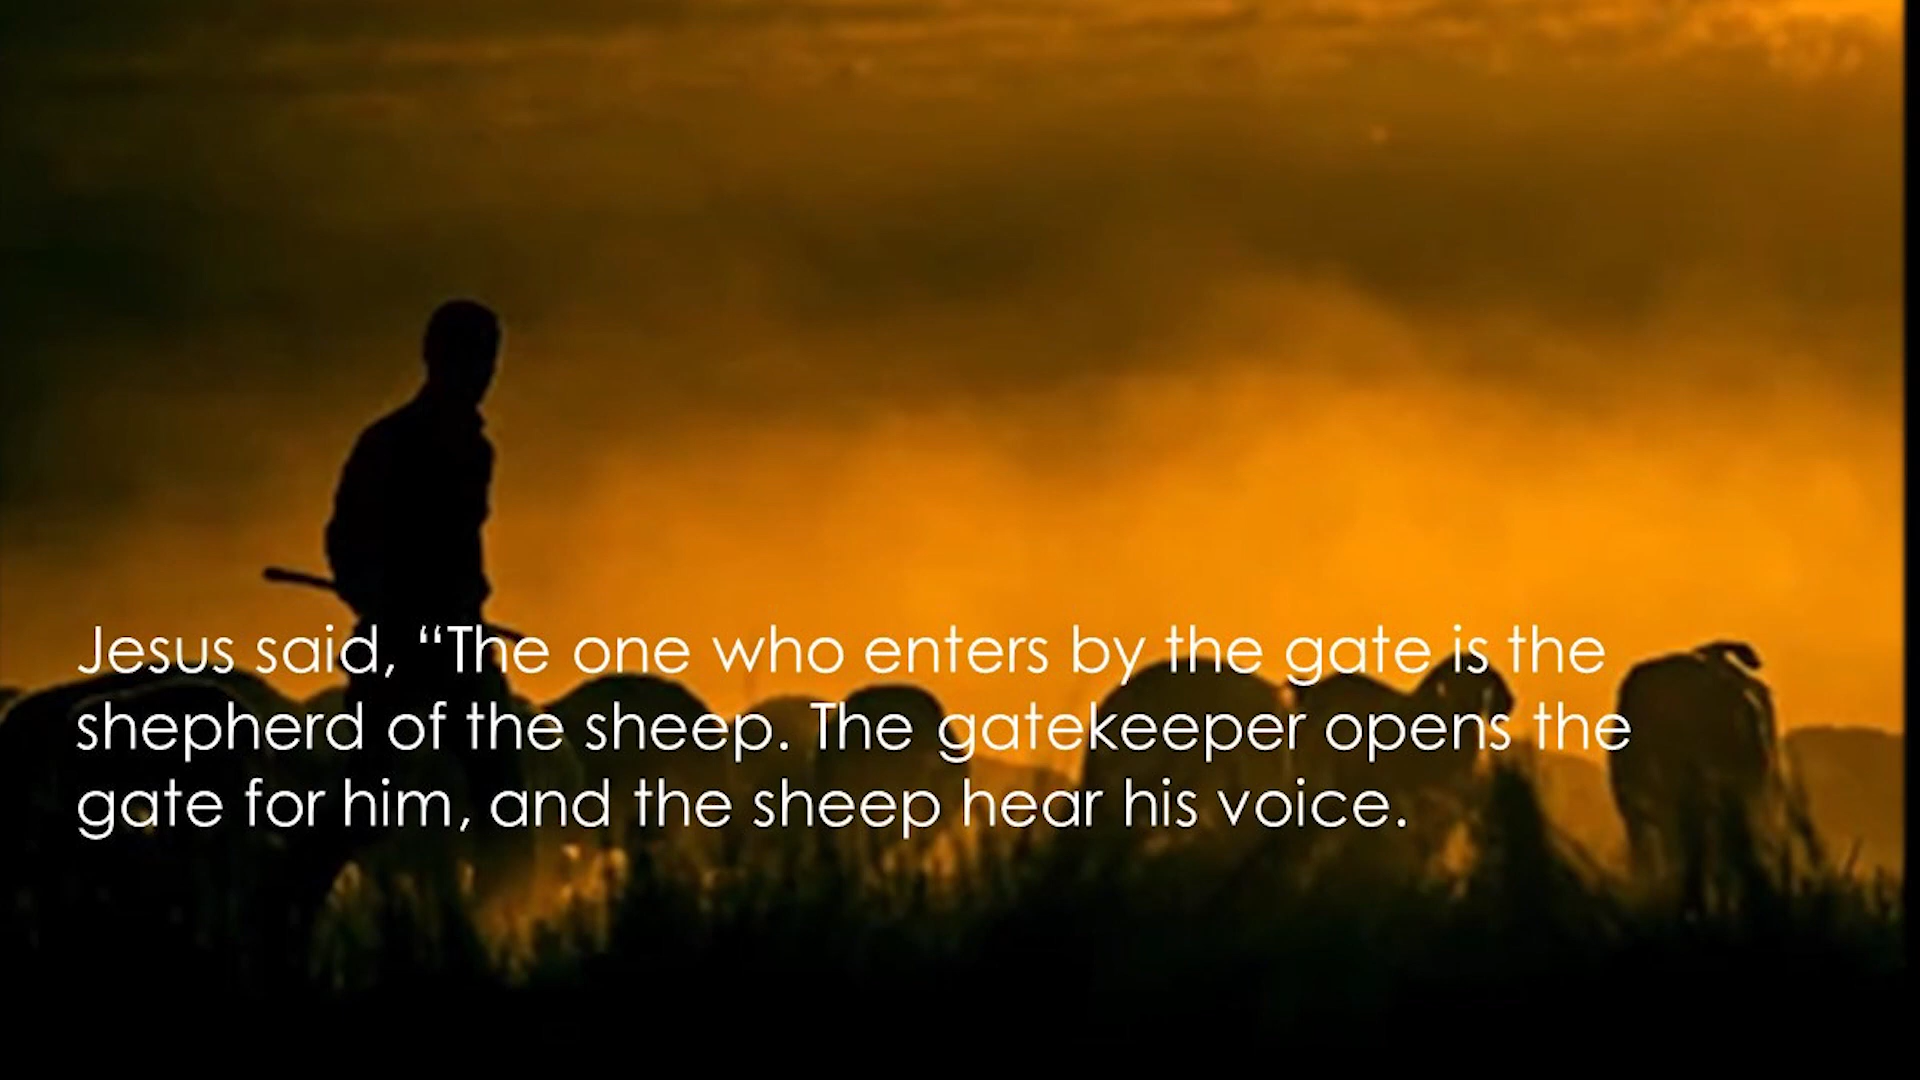 Jesus said, “The one who enters by the gate is the
shepherd of the sheep. The gatekeeper opens the
gate for him, and the sheep hear his voice.